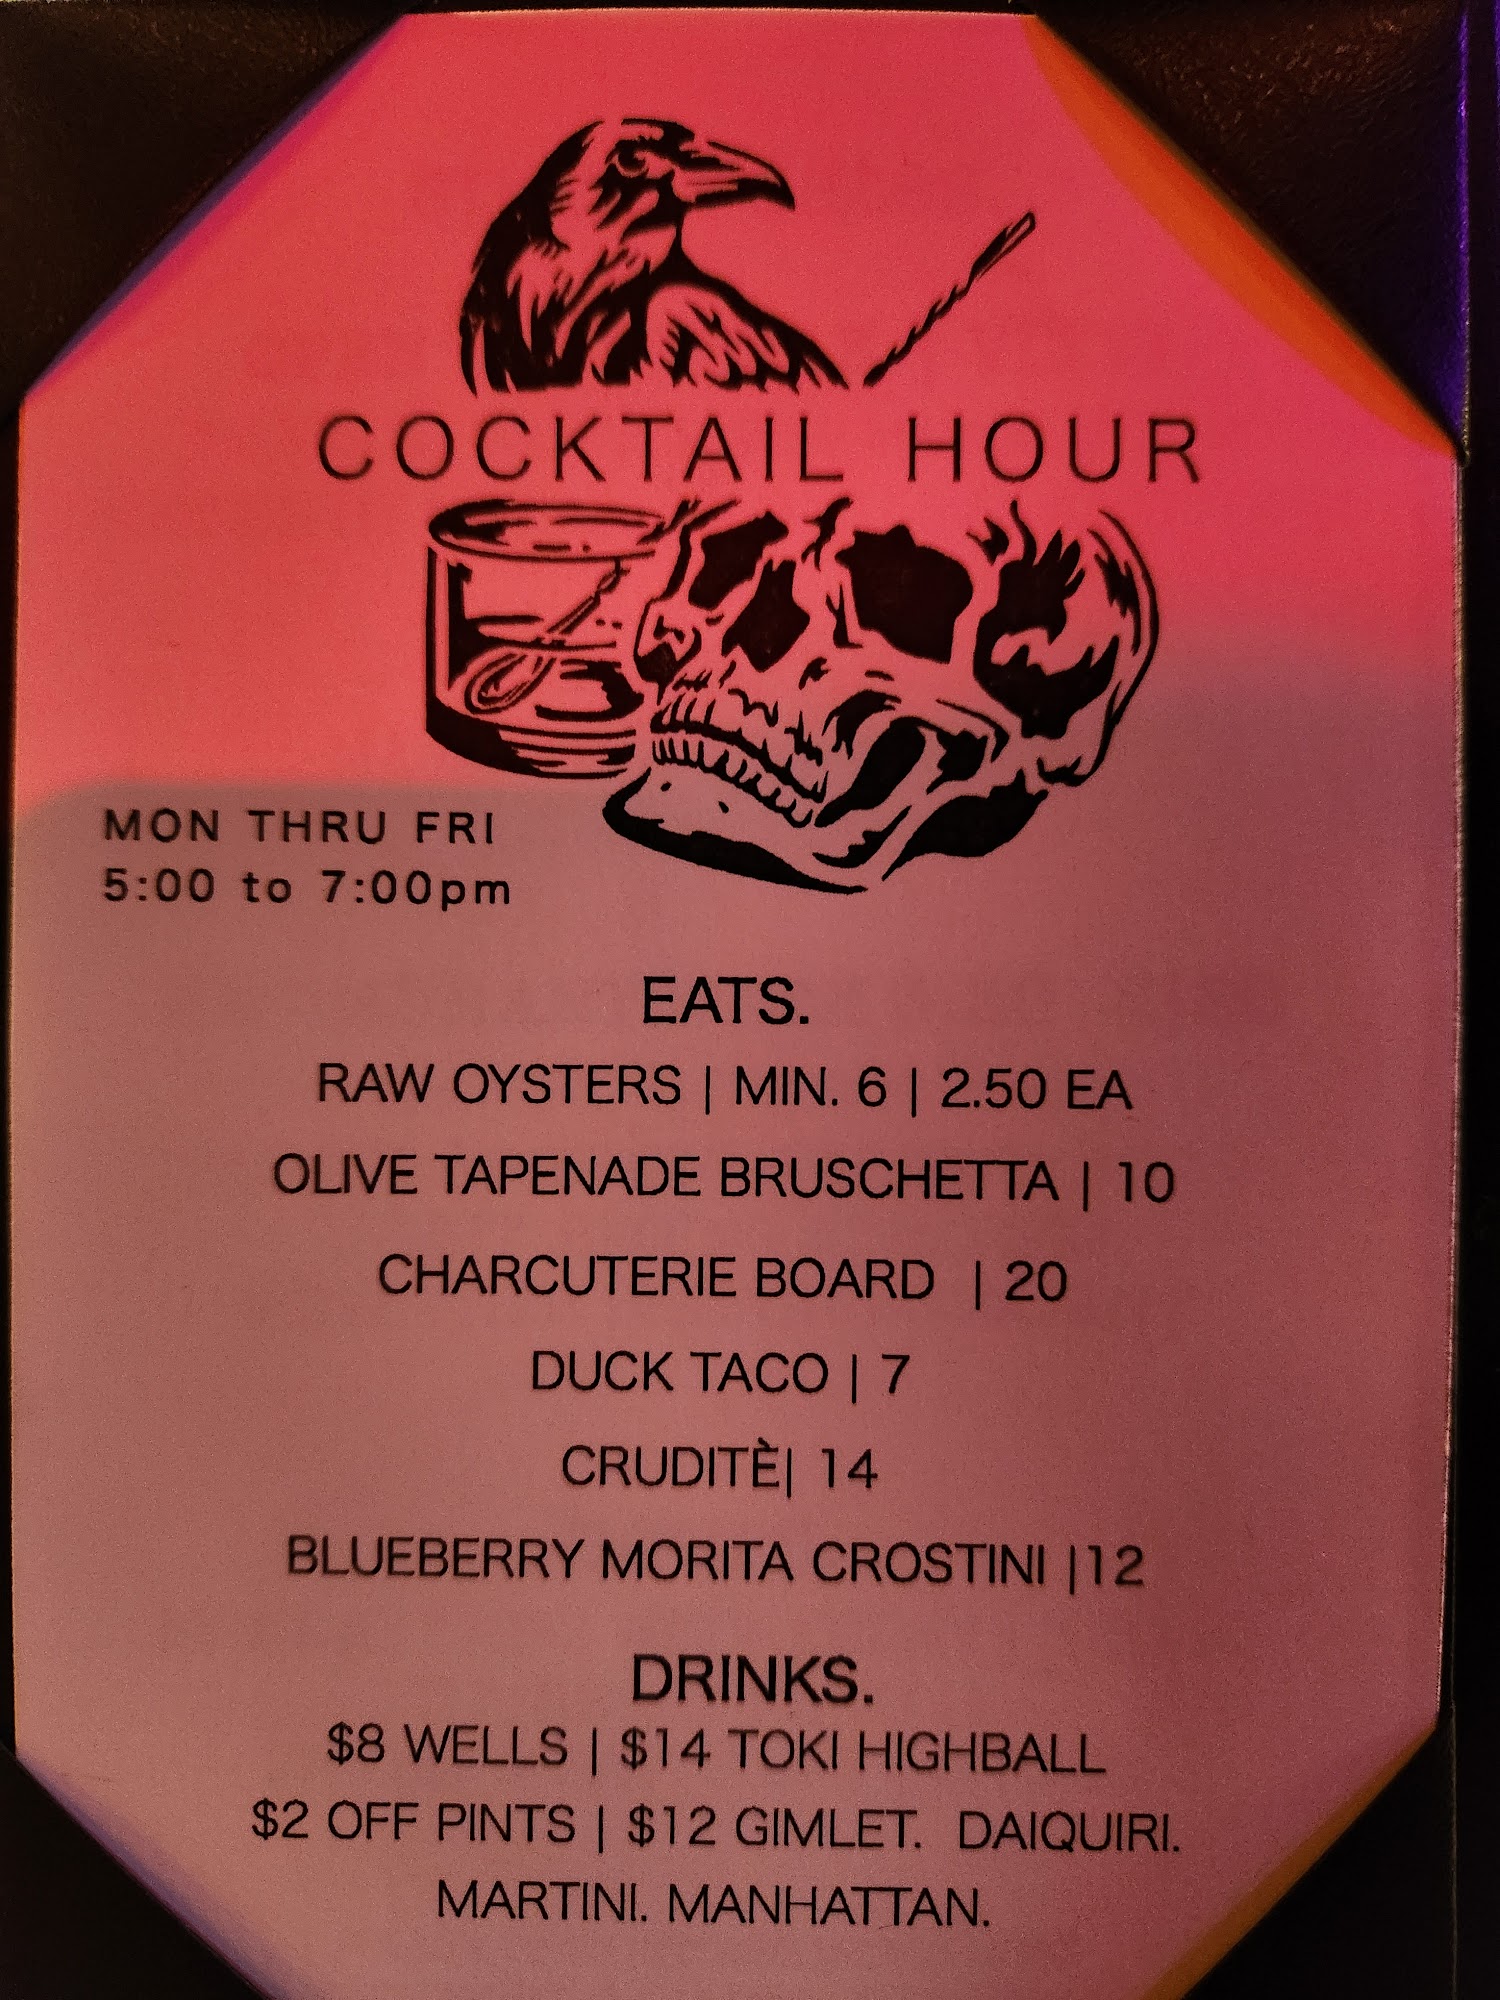 COCKTAIL HOUR
MON THRU FRI
5:00 to 7:00pm
EATS.
RAW OYSTERS | MIN. 6 | 2.50 EA
OLIVE TAPENADE BRUSCHETTA | 10
CHARCUTERIE BOARD | 20
DUCK TACO | 7
CRUDITÈ| 14
BLUEBERRY MORITA CROSTINI |12
DRINKS.
$8 WELLS | $14 TOKI HIGHBALL
$2 OFF PINTS | $12 GIMLET. DAIQUIRI.
MARTINI. MANHATTAN.